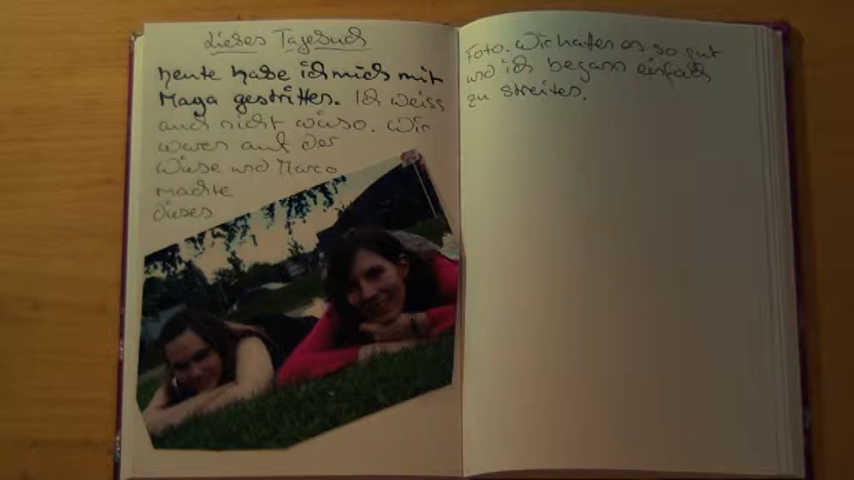 Liebes Tagebuch
heute habe ich mich mit
Maga gestritten. Ich weiss
auch nicht wieso. Wir
waren auf der
Wiese und Marco
machte
dieses
Foto. Wir hatten es so gut
und ich begann einfach
zu streiten.